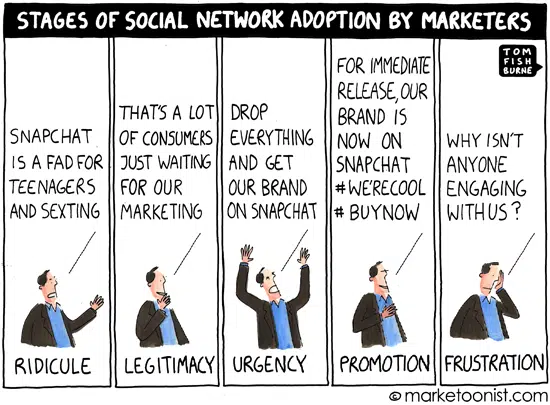 STAGES OF SOCIAL NETWORK ADOPTION BY MARKETERS
TOM
FISH
BURNE
SNAPCHAT
IS A FAD FOR
TEENAGERS
AND SEXTING
RIDICULE
THAT'S A LOT
OF CONSUMERS
JUST WAITING
FOR OUR
MARKETING
LEGITIMACY
DROP
EVERYTHING
AND GET
OUR BRAND
ON SNAPCHAT
URGENCY
FOR IMMEDIATE
RELEASE, OUR
BRAND IS
NOW ON
SNAPCHAT
#WE'RECOOL
# BUYNOW
PROMOTION
WHY ISN'T
ANYONE
ENGAGING
WITH US?
FRUSTRATION
© marketoonist.com